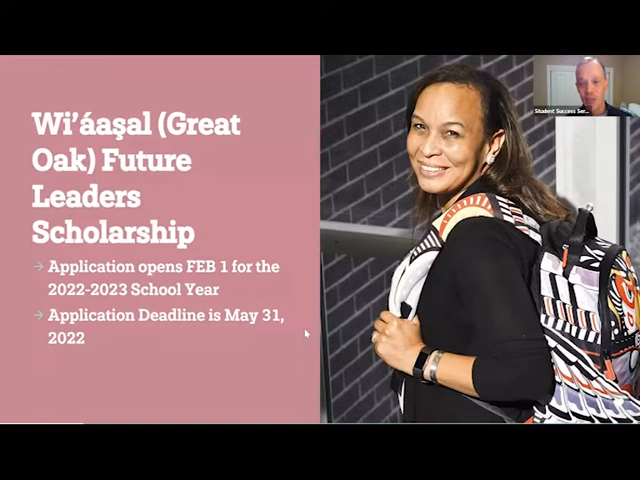 Wi’áaşal (Great
Oak) Future
Leaders
Scholarship
Application opens FEB 1 for the
2022-2023 School Year
Application Deadline is May 31,
2022
Student Success Ser...